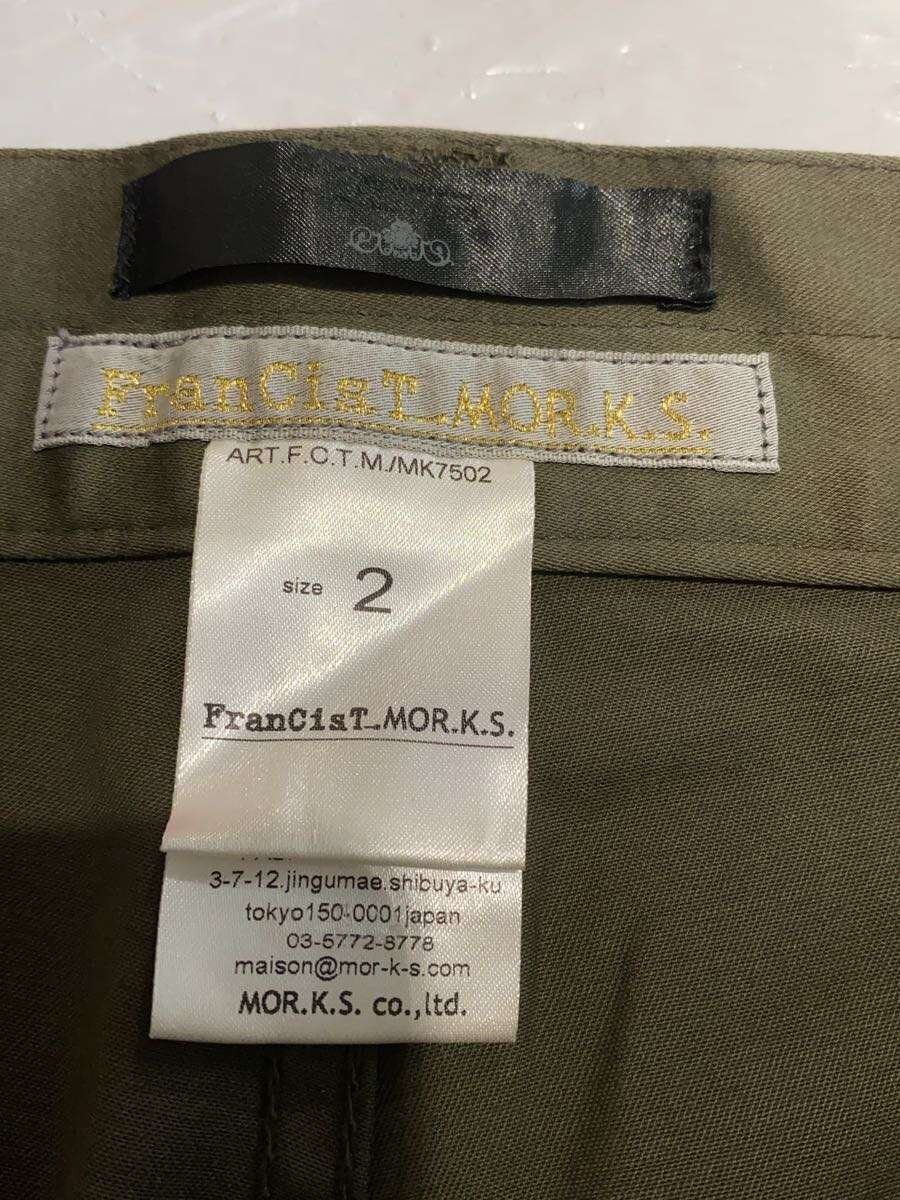 FranCisT_MOR.K.S.
ART.F.C.T.M./MK7502
size 2
FranCisT_MOR.K.S.
3-7-12.jingumae.shibuya-ku
tokyo150-0001japan
03-5772-8778
maison@mor-k-s.com
MOR.K.S. co.,ltd.